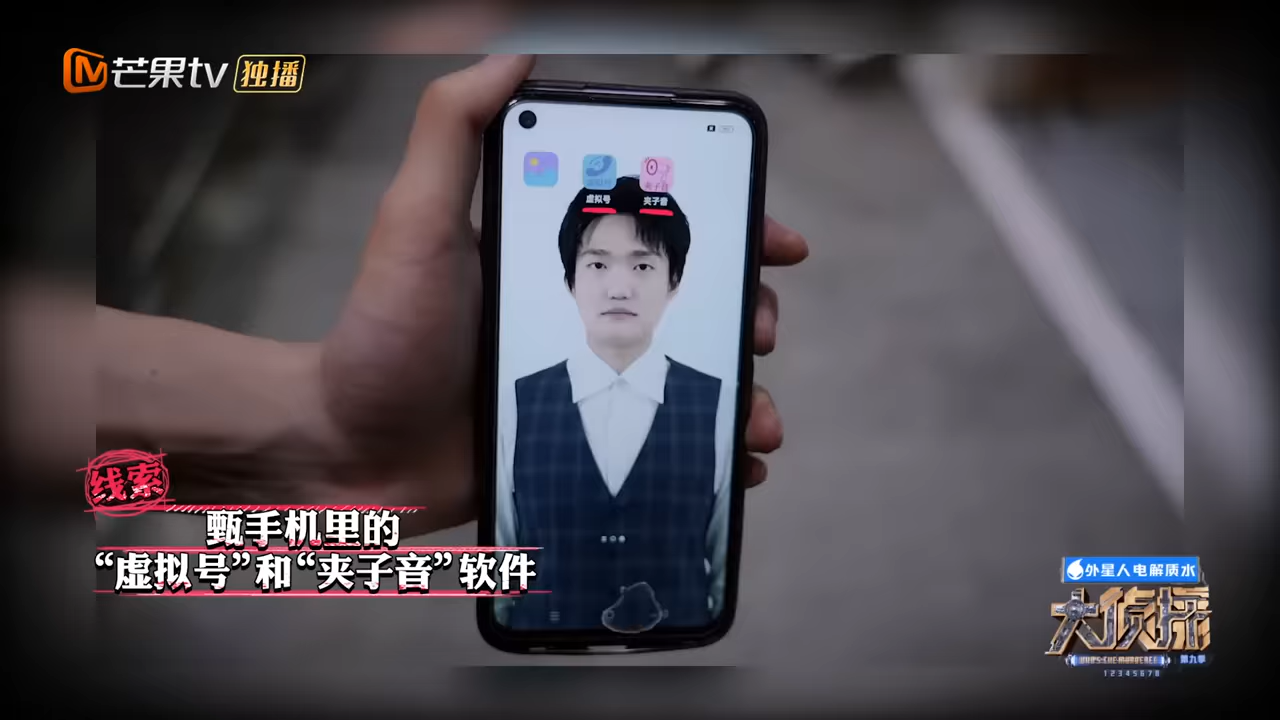 芒果tv 独播
虚拟号
夹子音
线索
甄手机里的
“虚拟号”和“夹子音”软件
外星人电解质水
大侦探
第九季
12345678